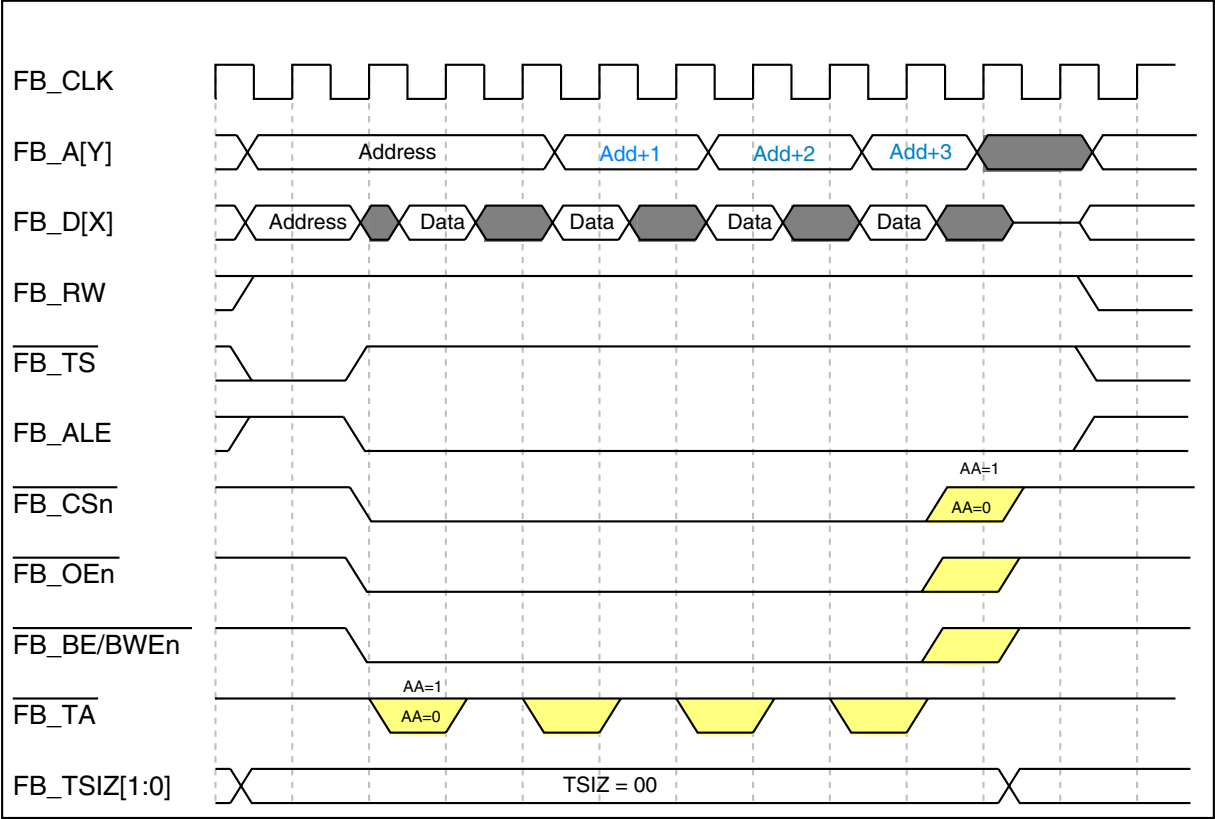 FB_CLK
FB_A[Y] Address Add+1 Add+2 Add+3
FB_D[X] Address Data Data Data Data
FB_RW
FB_TS
FB_ALE
AA=1
FB_CSn AA=0
FB_OEn
FB_BE/BWEn
AA=1
FB_TA AA=0
FB_TSIZ[1:0] TSIZ = 00